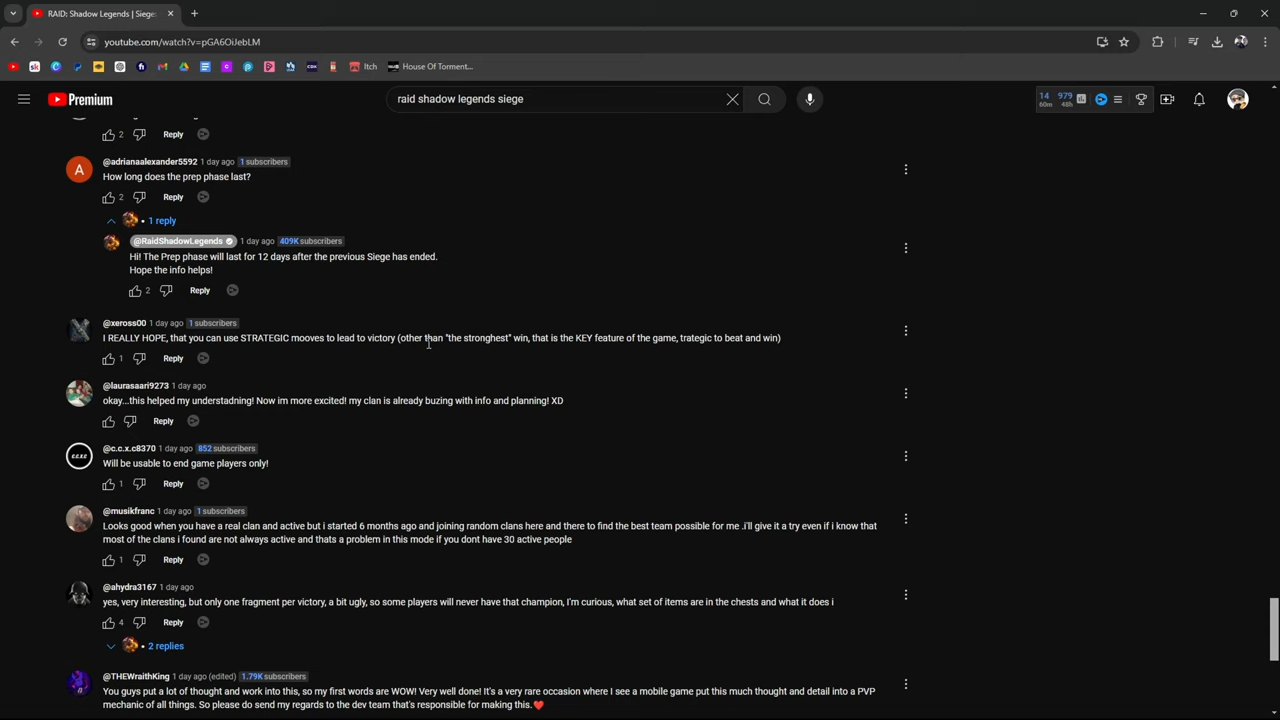 RAID: Shadow Legends | Siege
youtube.com/watch?v=pGA6OiJebLM
Itch
House Of Torment...
Premium
raid shadow legends siege
14 979
60m 48h
2 Reply
@adrianaalexander5592 1 day ago 1 subscribers
A
How long does the prep phase last?
2 Reply
• 1 reply
@RaidShadowLegends 1 day ago 409K subscribers
Hi! The Prep phase will last for 12 days after the previous Siege has ended.
Hope the info helps!
2 Reply
@xeross00 1 day ago 1 subscribers
I REALLY HOPE, that you can use STRATEGIC mooves to lead to victory (other than "the stronghest" win, that is the KEY feature of the game, trategic to beat and win)
1 Reply
@laurasaari9273 1 day ago
okay...this helped my understadning! Now im more excited! my clan is already buzing with info and planning! XD
Reply
@c.c.x.c8370 1 day ago 852 subscribers
Will be usable to end game players only!
1 Reply
@musikfranc 1 day ago 1 subscribers
Looks good when you have a real clan and active but i started 6 months ago and joining random clans here and there to find the best team possible for me .i'll give it a try even if i know that
most of the clans i found are not always active and thats a problem in this mode if you dont have 30 active people
1 Reply
@ahydra3167 1 day ago
yes, very interesting, but only one fragment per victory, a bit ugly, so some players will never have that champion, I'm curious, what set of items are in the chests and what it does i
4 Reply
• 2 replies
@THEWraithKing 1 day ago (edited) 1.79K subscribers
You guys put a lot of thought and work into this, so my first words are WOW! Very well done! It's a very rare occasion where I see a mobile game put this much thought and detail into a PVP
mechanic of all things. So please do send my regards to the dev team that's responsible for making this.❤️